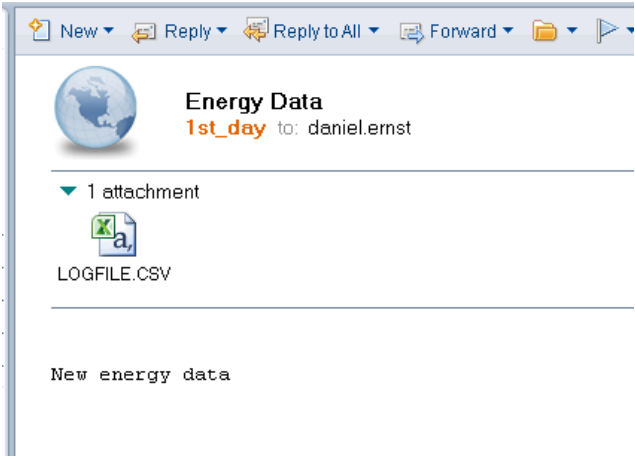 New Reply Reply to All Forward
Energy Data
1st_day to: daniel.ernst
1 attachment
a,
LOGFILE.CSV
New energy data